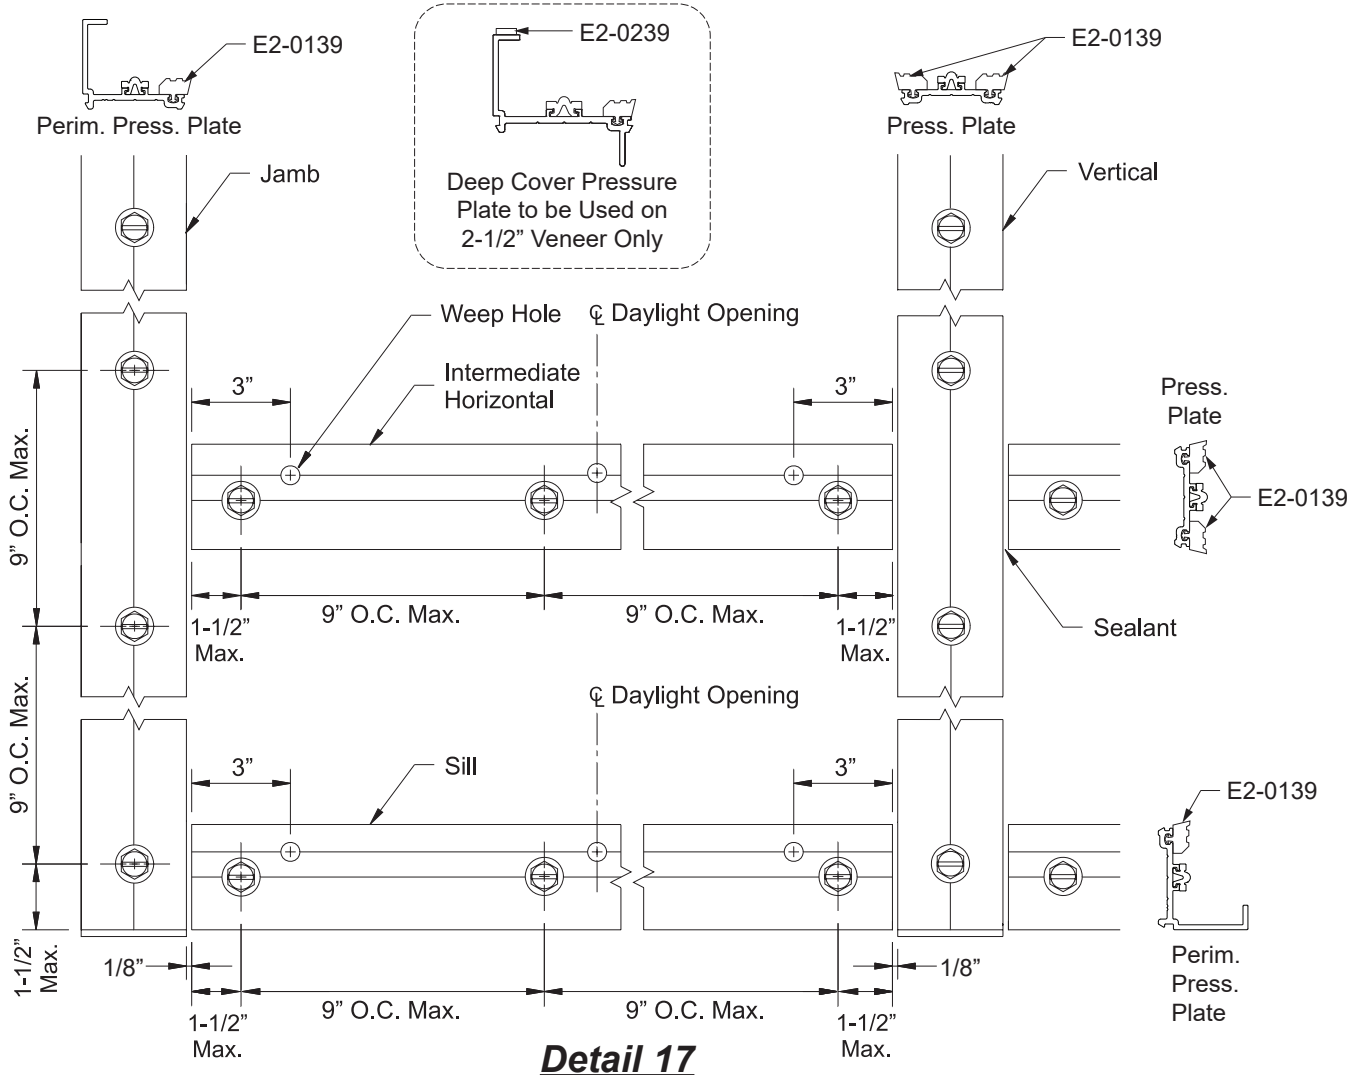 E2-0139
Perim. Press. Plate
E2-0239
Deep Cover Pressure
Plate to be Used on
2-1/2” Veneer Only
E2-0139
Press. Plate
Jamb
Vertical
Weep Hole
℄ Daylight Opening
Intermediate
Horizontal
3”
3”
Press.
Plate
E2-0139
9” O.C. Max.
1-1/2”
Max.
9” O.C. Max.
9” O.C. Max.
1-1/2”
Max.
Sealant
℄ Daylight Opening
9” O.C. Max.
3”
Sill
3”
E2-0139
1-1/2”
Max.
1/8”
1/8”
Perim.
Press.
Plate
1-1/2”
Max.
9” O.C. Max.
9” O.C. Max.
1-1/2”
Max.
Detail 17